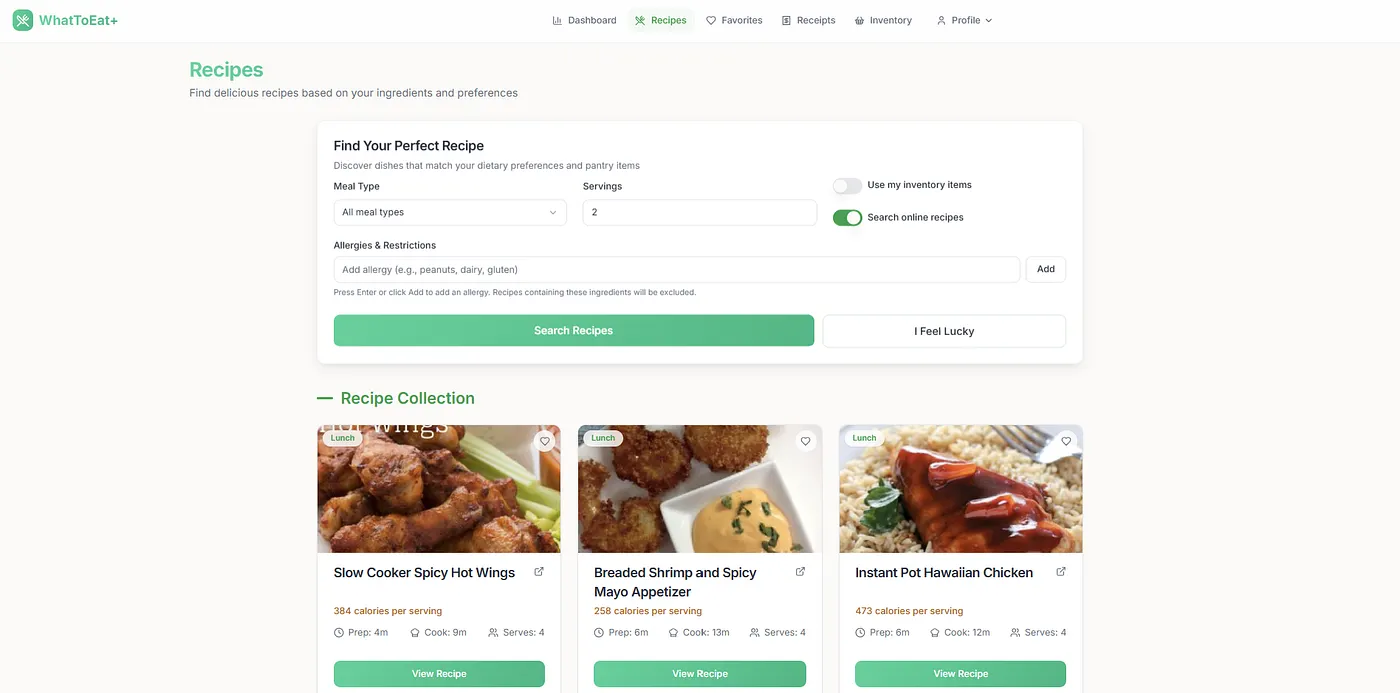 WhatToEat+
Dashboard
Recipes
Favorites
Receipts
Inventory
Profile
Recipes
Find delicious recipes based on your ingredients and preferences
Find Your Perfect Recipe
Discover dishes that match your dietary preferences and pantry items
Meal Type
Servings
Use my inventory items
All meal types
2
Search online recipes
Allergies & Restrictions
Add allergy (e.g., peanuts, dairy, gluten)
Add
Press Enter or click Add to add an allergy. Recipes containing these ingredients will be excluded.
Search Recipes
I Feel Lucky
Recipe Collection
Hot Wings
Lunch
Lunch
Lunch
Slow Cooker Spicy Hot Wings
384 calories per serving
Prep: 4m
Cook: 9m
Serves: 4
View Recipe
Breaded Shrimp and Spicy
Mayo Appetizer
258 calories per serving
Prep: 6m
Cook: 13m
Serves: 4
View Recipe
Instant Pot Hawaiian Chicken
473 calories per serving
Prep: 6m
Cook: 12m
Serves: 4
View Recipe